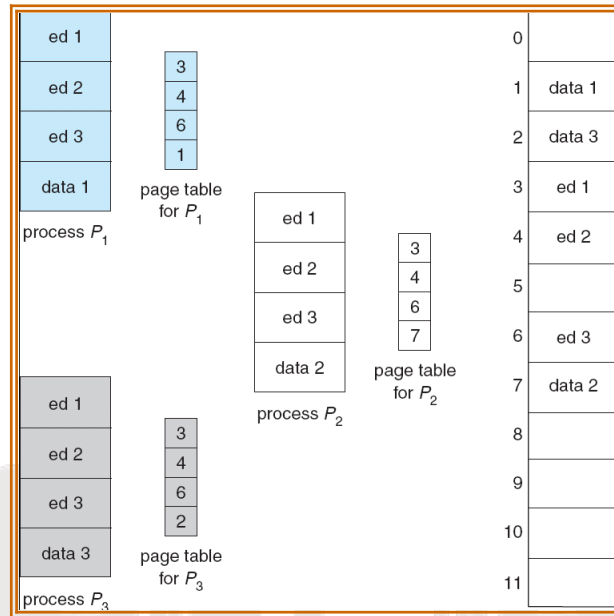 ed 1
ed 2
ed 3
data 1
process P1
3
4
6
1
page table
for P1
ed 1
ed 2
ed 3
data 2
process P2
3
4
6
7
page table
for P2
ed 1
ed 2
ed 3
data 3
process P3
3
4
6
2
page table
for P3
0
1 data 1
2 data 3
3 ed 1
4 ed 2
5
6 ed 3
7 data 2
8
9
10
11